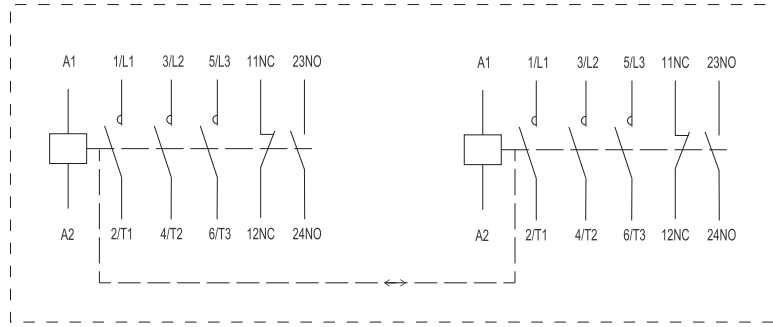 A1 1/L1 3/L2 5/L3 11NC 23NO A1 1/L1 3/L2 5/L3 11NC 23NO
A2 2/T1 4/T2 6/T3 12NC 24NO A2 2/T1 4/T2 6/T3 12NC 24NO